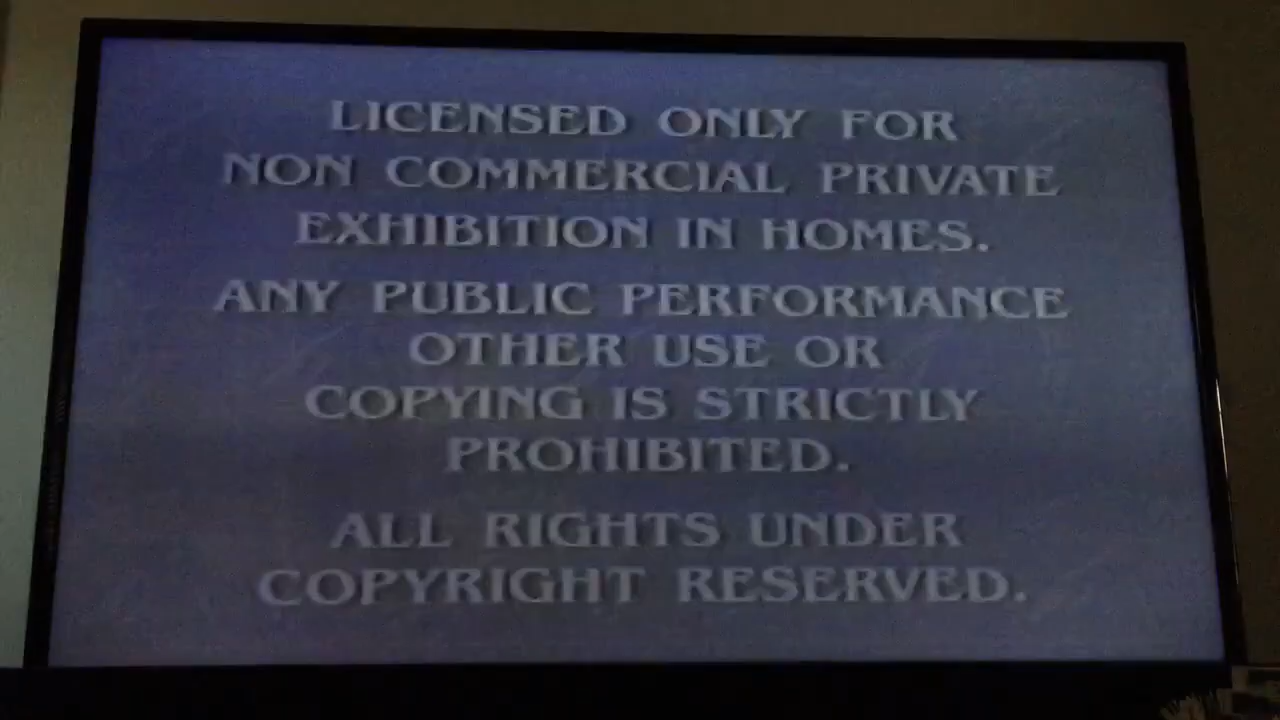 LICENSED ONLY FOR
NON COMMERCIAL PRIVATE
EXHIBITION IN HOMES.
ANY PUBLIC PERFORMANCE
OTHER USE OR
COPYING IS STRICTLY
PROHIBITED.
ALL RIGHTS UNDER
COPYRIGHT RESERVED.